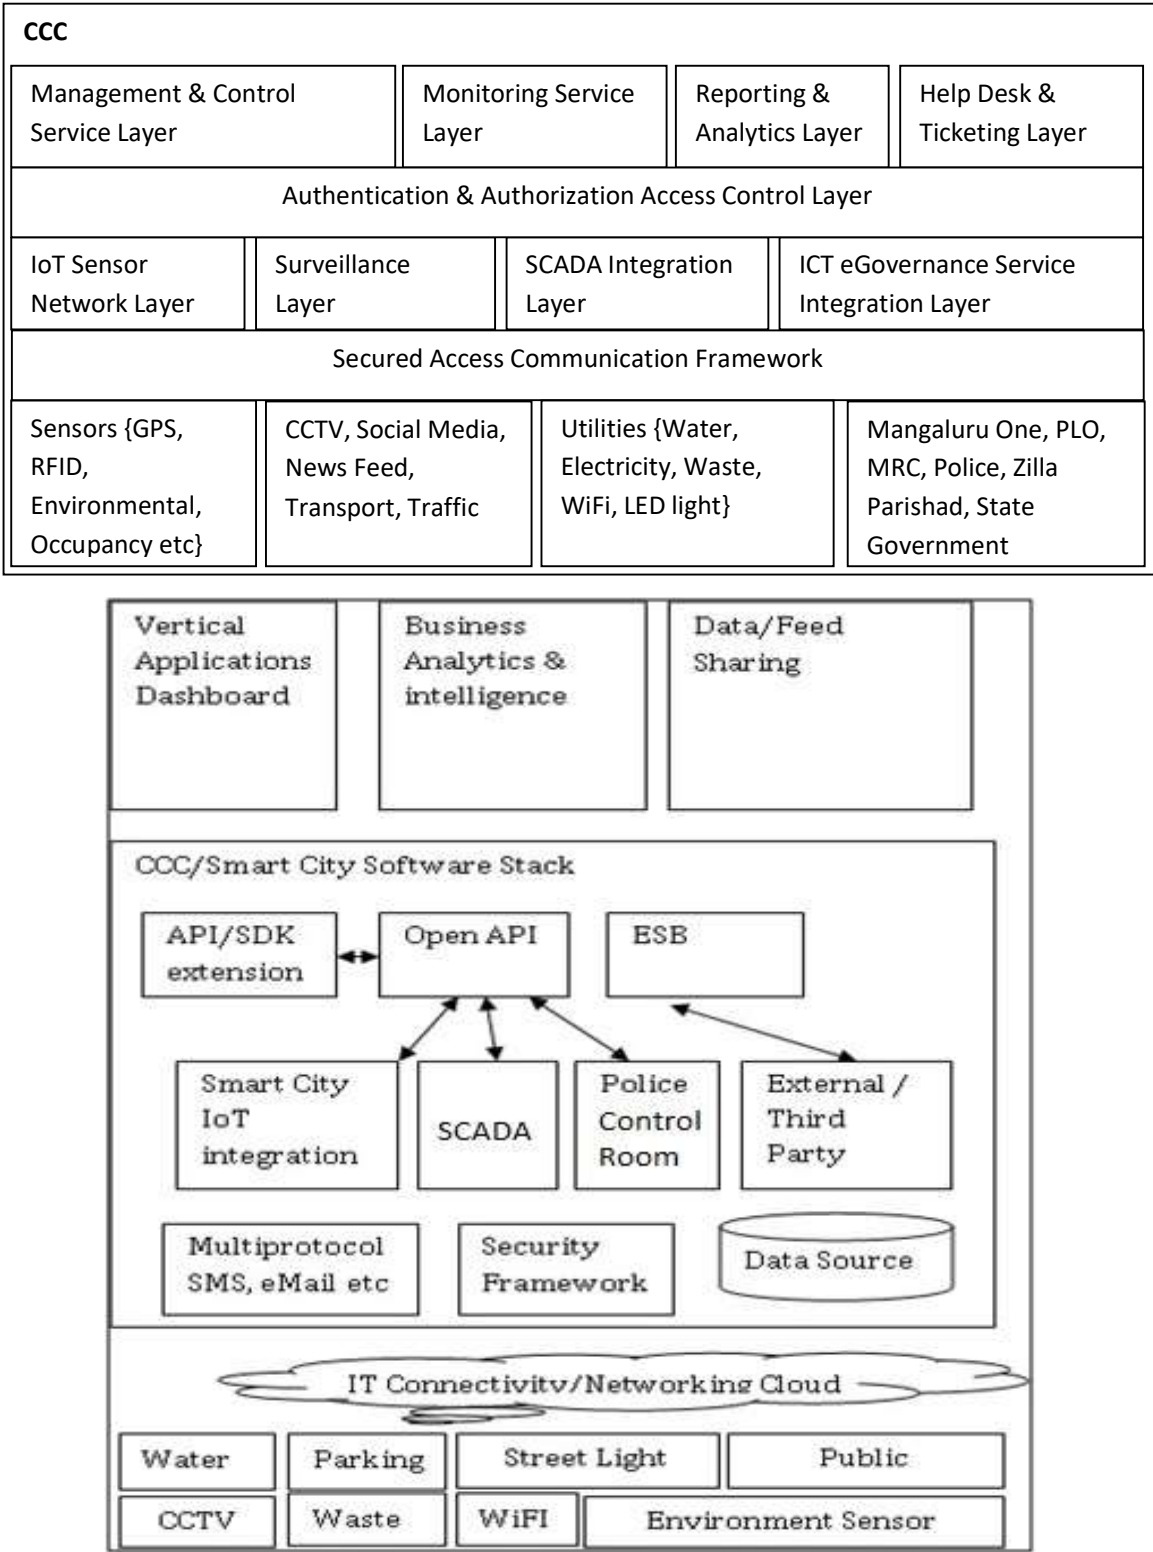 CCC
Management & Control
Service Layer
Monitoring Service
Layer
Reporting &
Analytics Layer
Help Desk &
Ticketing Layer
Authentication & Authorization Access Control Layer
IoT Sensor
Network Layer
Surveillance
Layer
SCADA Integration
Layer
ICT eGovernance Service
Integration Layer
Secured Access Communication Framework
Sensors {GPS,
RFID,
Environmental,
Occupancy etc}
CCTV, Social Media,
News Feed,
Transport, Traffic
Utilities {Water,
Electricity, Waste,
WiFi, LED light}
Mangaluru One, PLO,
MRC, Police, Zilla
Parishad, State
Government
Vertical
Applications
Dashboard
Business
Analytics &
intelligence
Data/Feed
Sharing
CCC/Smart City Software Stack
API/SDK
extension
Open API
ESB
Smart City
IoT
integration
SCADA
Police
Control
Room
External /
Third
Party
Multiprotocol
SMS, eMail etc
Security
Framework
Data Source
IT Connectivity/Networking Cloud
Water
Parking
Street Light
Public
CCTV
Waste
WiFI
Environment Sensor